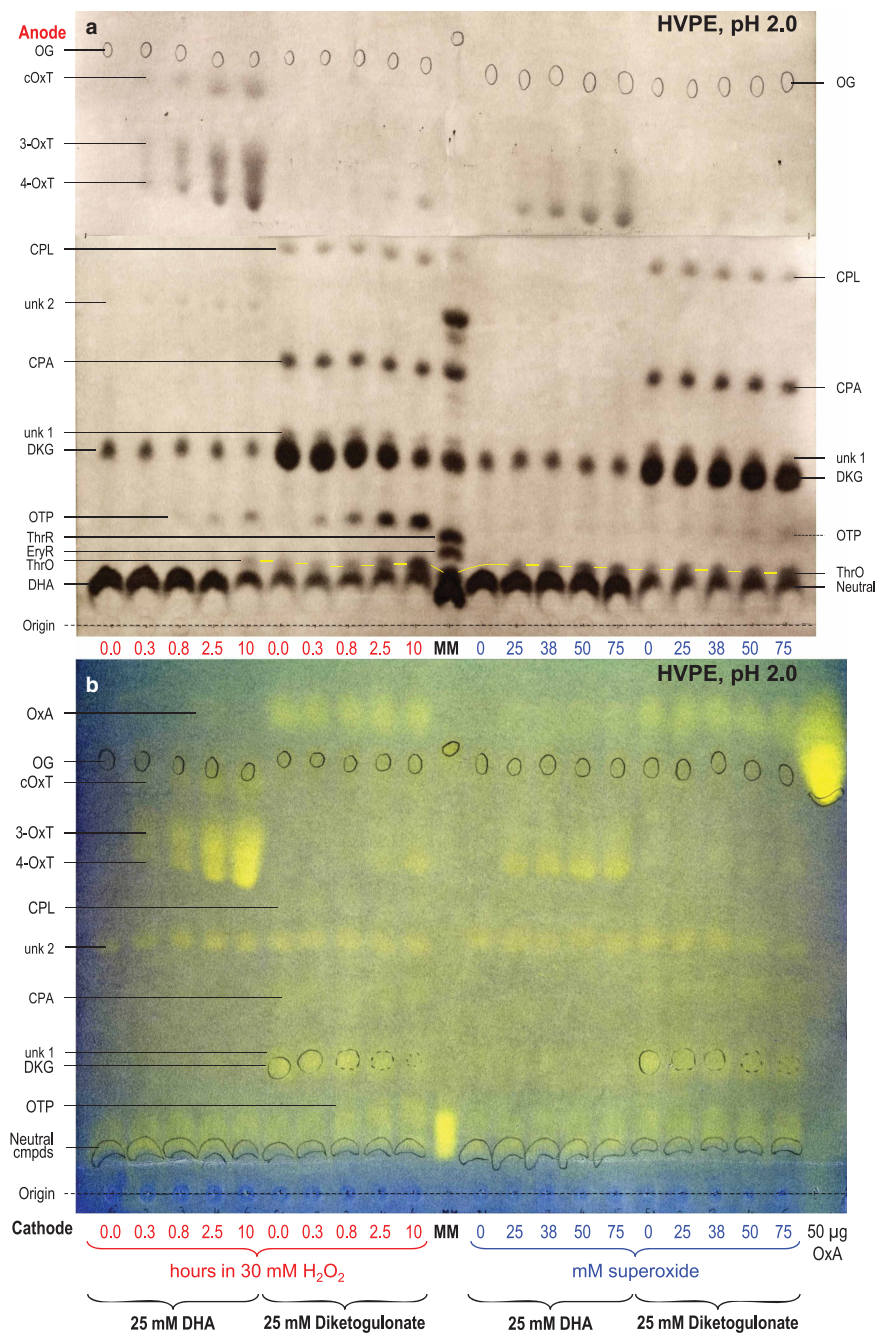 Anode
a
HVPE, pH 2.0
OG
cOxT
OG
3-OxT
4-OxT
CPL
CPL
unk 2
CPA
CPA
unk 1
DKG
unk 1
DKG
OTP
ThrR
OTP
EryR
ThrO
ThrO
DHA
Neutral
Origin
0.0 0.3 0.8 2.5 10 0.0 0.3 0.8 2.5 10 MM 0 25 38 50 75 0 25 38 50 75
b
HVPE, pH 2.0
OxA
OG
cOxT
3-OxT
4-OxT
CPL
unk 2
CPA
unk 1
DKG
OTP
Neutral
cmpds
Origin
Cathode 0.0 0.3 0.8 2.5 10 0.0 0.3 0.8 2.5 10 MM 0 25 38 50 75 0 25 38 50 75 50 µg
OxA
hours in 30 mM H₂O₂ mM superoxide
25 mM DHA 25 mM Diketogulonate 25 mM DHA 25 mM Diketogulonate